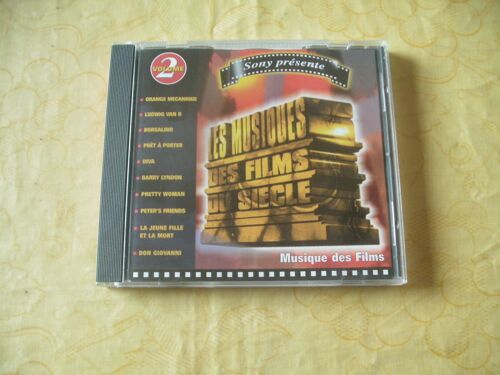 2
VOLUME
Sony présente
ORANGE MECANIQUE
LUDWIG VAN B
BORSALINO
PRÊT À PORTER
DIVA
BARRY LYNDON
PRETTY WOMAN
PETER'S FRIENDS
LA JEUNE FILLE
ET LA MORT
DON GIOVANNI
LES MUSIQUES
DES FILMS
DU SIECLE
Musique des Films